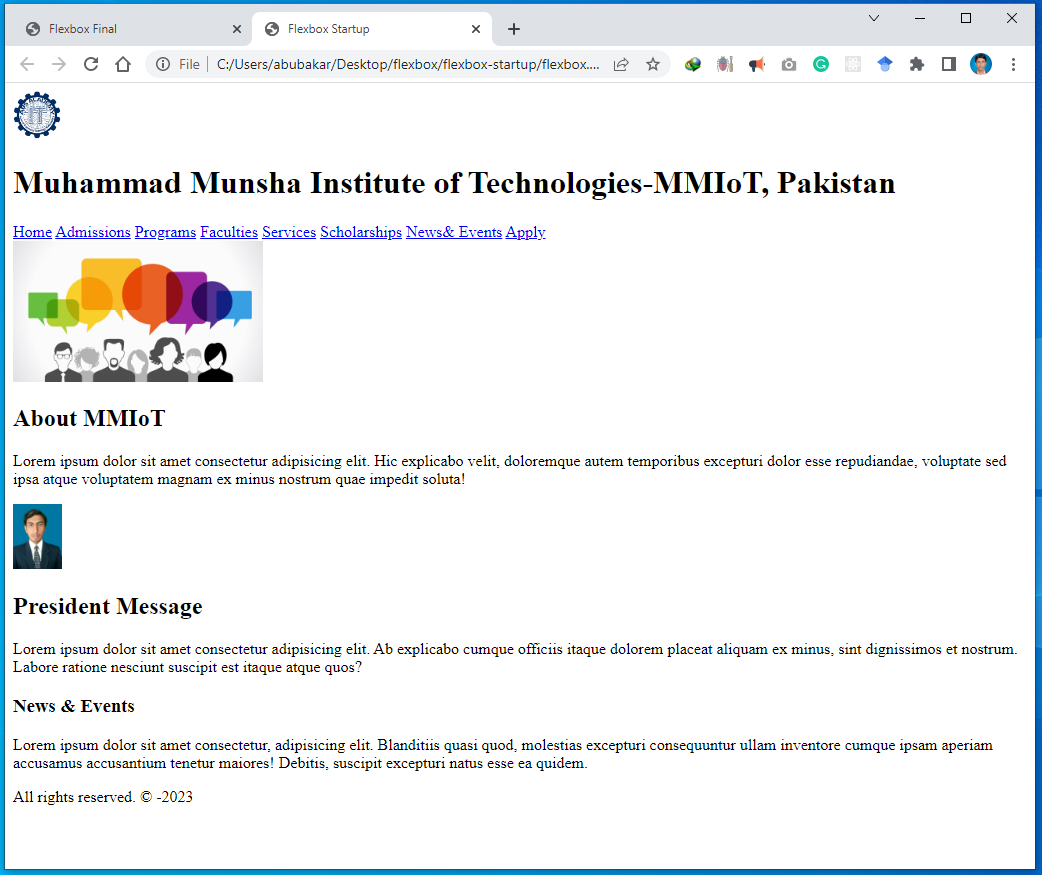 Flexbox Final
Flexbox Startup
File
C:/Users/abubakar/Desktop/flexbox/flexbox-startup/flexbox....
IT
Muhammad Munsha Institute of Technologies-MMIoT, Pakistan
Home Admissions Programs Faculties Services Scholarships News& Events Apply
About MMIoT
Lorem ipsum dolor sit amet consectetur adipisicing elit. Hic explicabo velit, doloremque autem temporibus excepturi dolor esse repudiandae, voluptate sed
ipsa atque voluptatem magnam ex minus nostrum quae impedit soluta!
President Message
Lorem ipsum dolor sit amet consectetur adipisicing elit. Ab explicabo cumque officiis itaque dolorem placeat aliquam ex minus, sint dignissimos et nostrum.
Labore ratione nesciunt suscipit est itaque atque quos?
News & Events
Lorem ipsum dolor sit amet consectetur, adipisicing elit. Blanditiis quasi quod, molestias excepturi consequuntur ullam inventore cumque ipsam aperiam
accusamus accusantium tenetur maiores! Debitis, suscipit excepturi natus esse ea quidem.
All rights reserved. © -2023